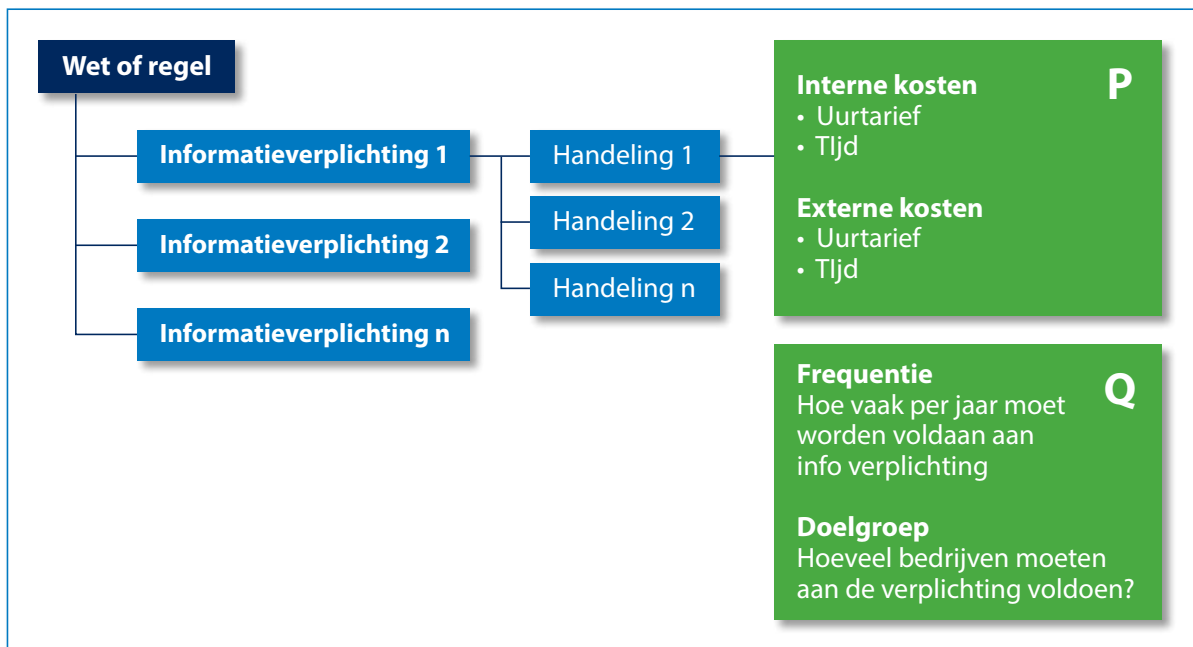 Wet of regel
Informatieverplichting 1
Informatieverplichting 2
Informatieverplichting n
Handeling 1
Handeling 2
Handeling n
P
Interne kosten
• Uurtarief
• TIjd
Externe kosten
• Uurtarief
• TIjd
Q
Frequentie
Hoe vaak per jaar moet
worden voldaan aan
info verplichting
Doelgroep
Hoeveel bedrijven moeten
aan de verplichting voldoen?